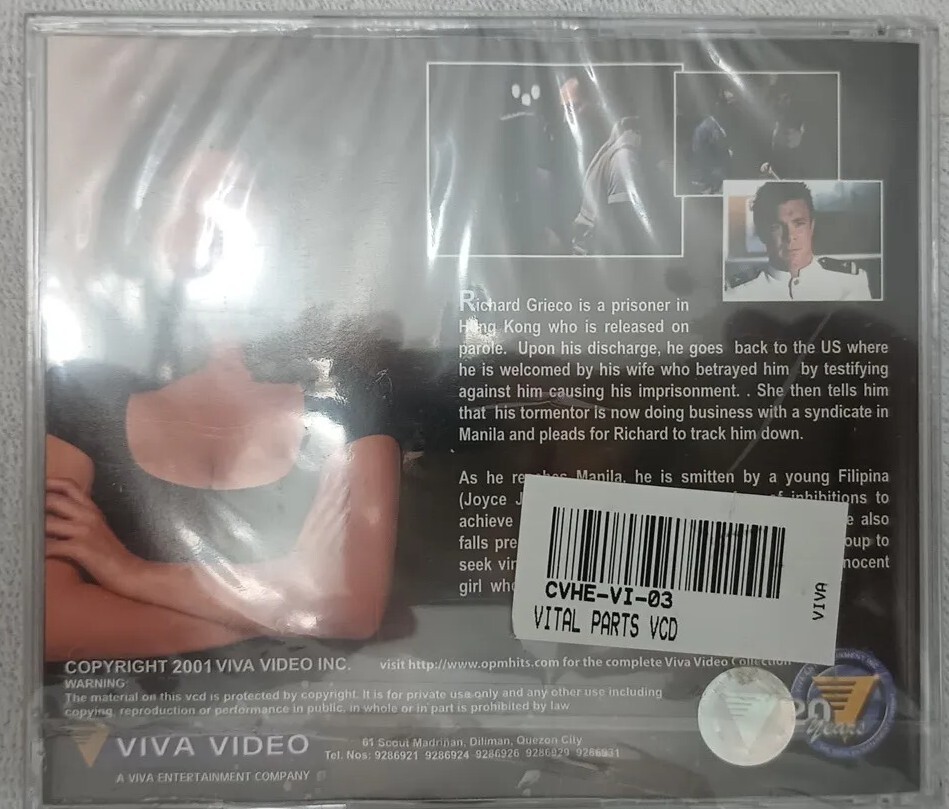 Richard Grieco is a prisoner in
Hong Kong who is released on
parole. Upon his discharge, he goes back to the US where
he is welcomed by his wife who betrayed him by testifying
against him causing his imprisonment. . She then tells him
that his tormentor is now doing business with a syndicate in
Manila and pleads for Richard to track him down.
As he reaches Manila, he is smitten by a young Filipina
(Joyce J
of inhibitions to
achieve
also
falls
oup to
seek
nocent
girl
CVHE-VI-03
VITAL PARTS VCD
VIVA
COPYRIGHT 2001 VIVA VIDEO INC. visit http://www.opmhits.com for the complete Viva Video Collection
WARNING:
The material on this vcd is protected by copyright. It is for private use only and any other use including
copying, reproduction or performance in public, in whole or in part is prohibited by law
20
Years
VIVA VIDEO
A VIVA ENTERTAINMENT COMPANY
61 Scout Madriñan, Diliman, Quezon City
Tel. Nos: 9286921 9286924 9286926 9286929 9286931